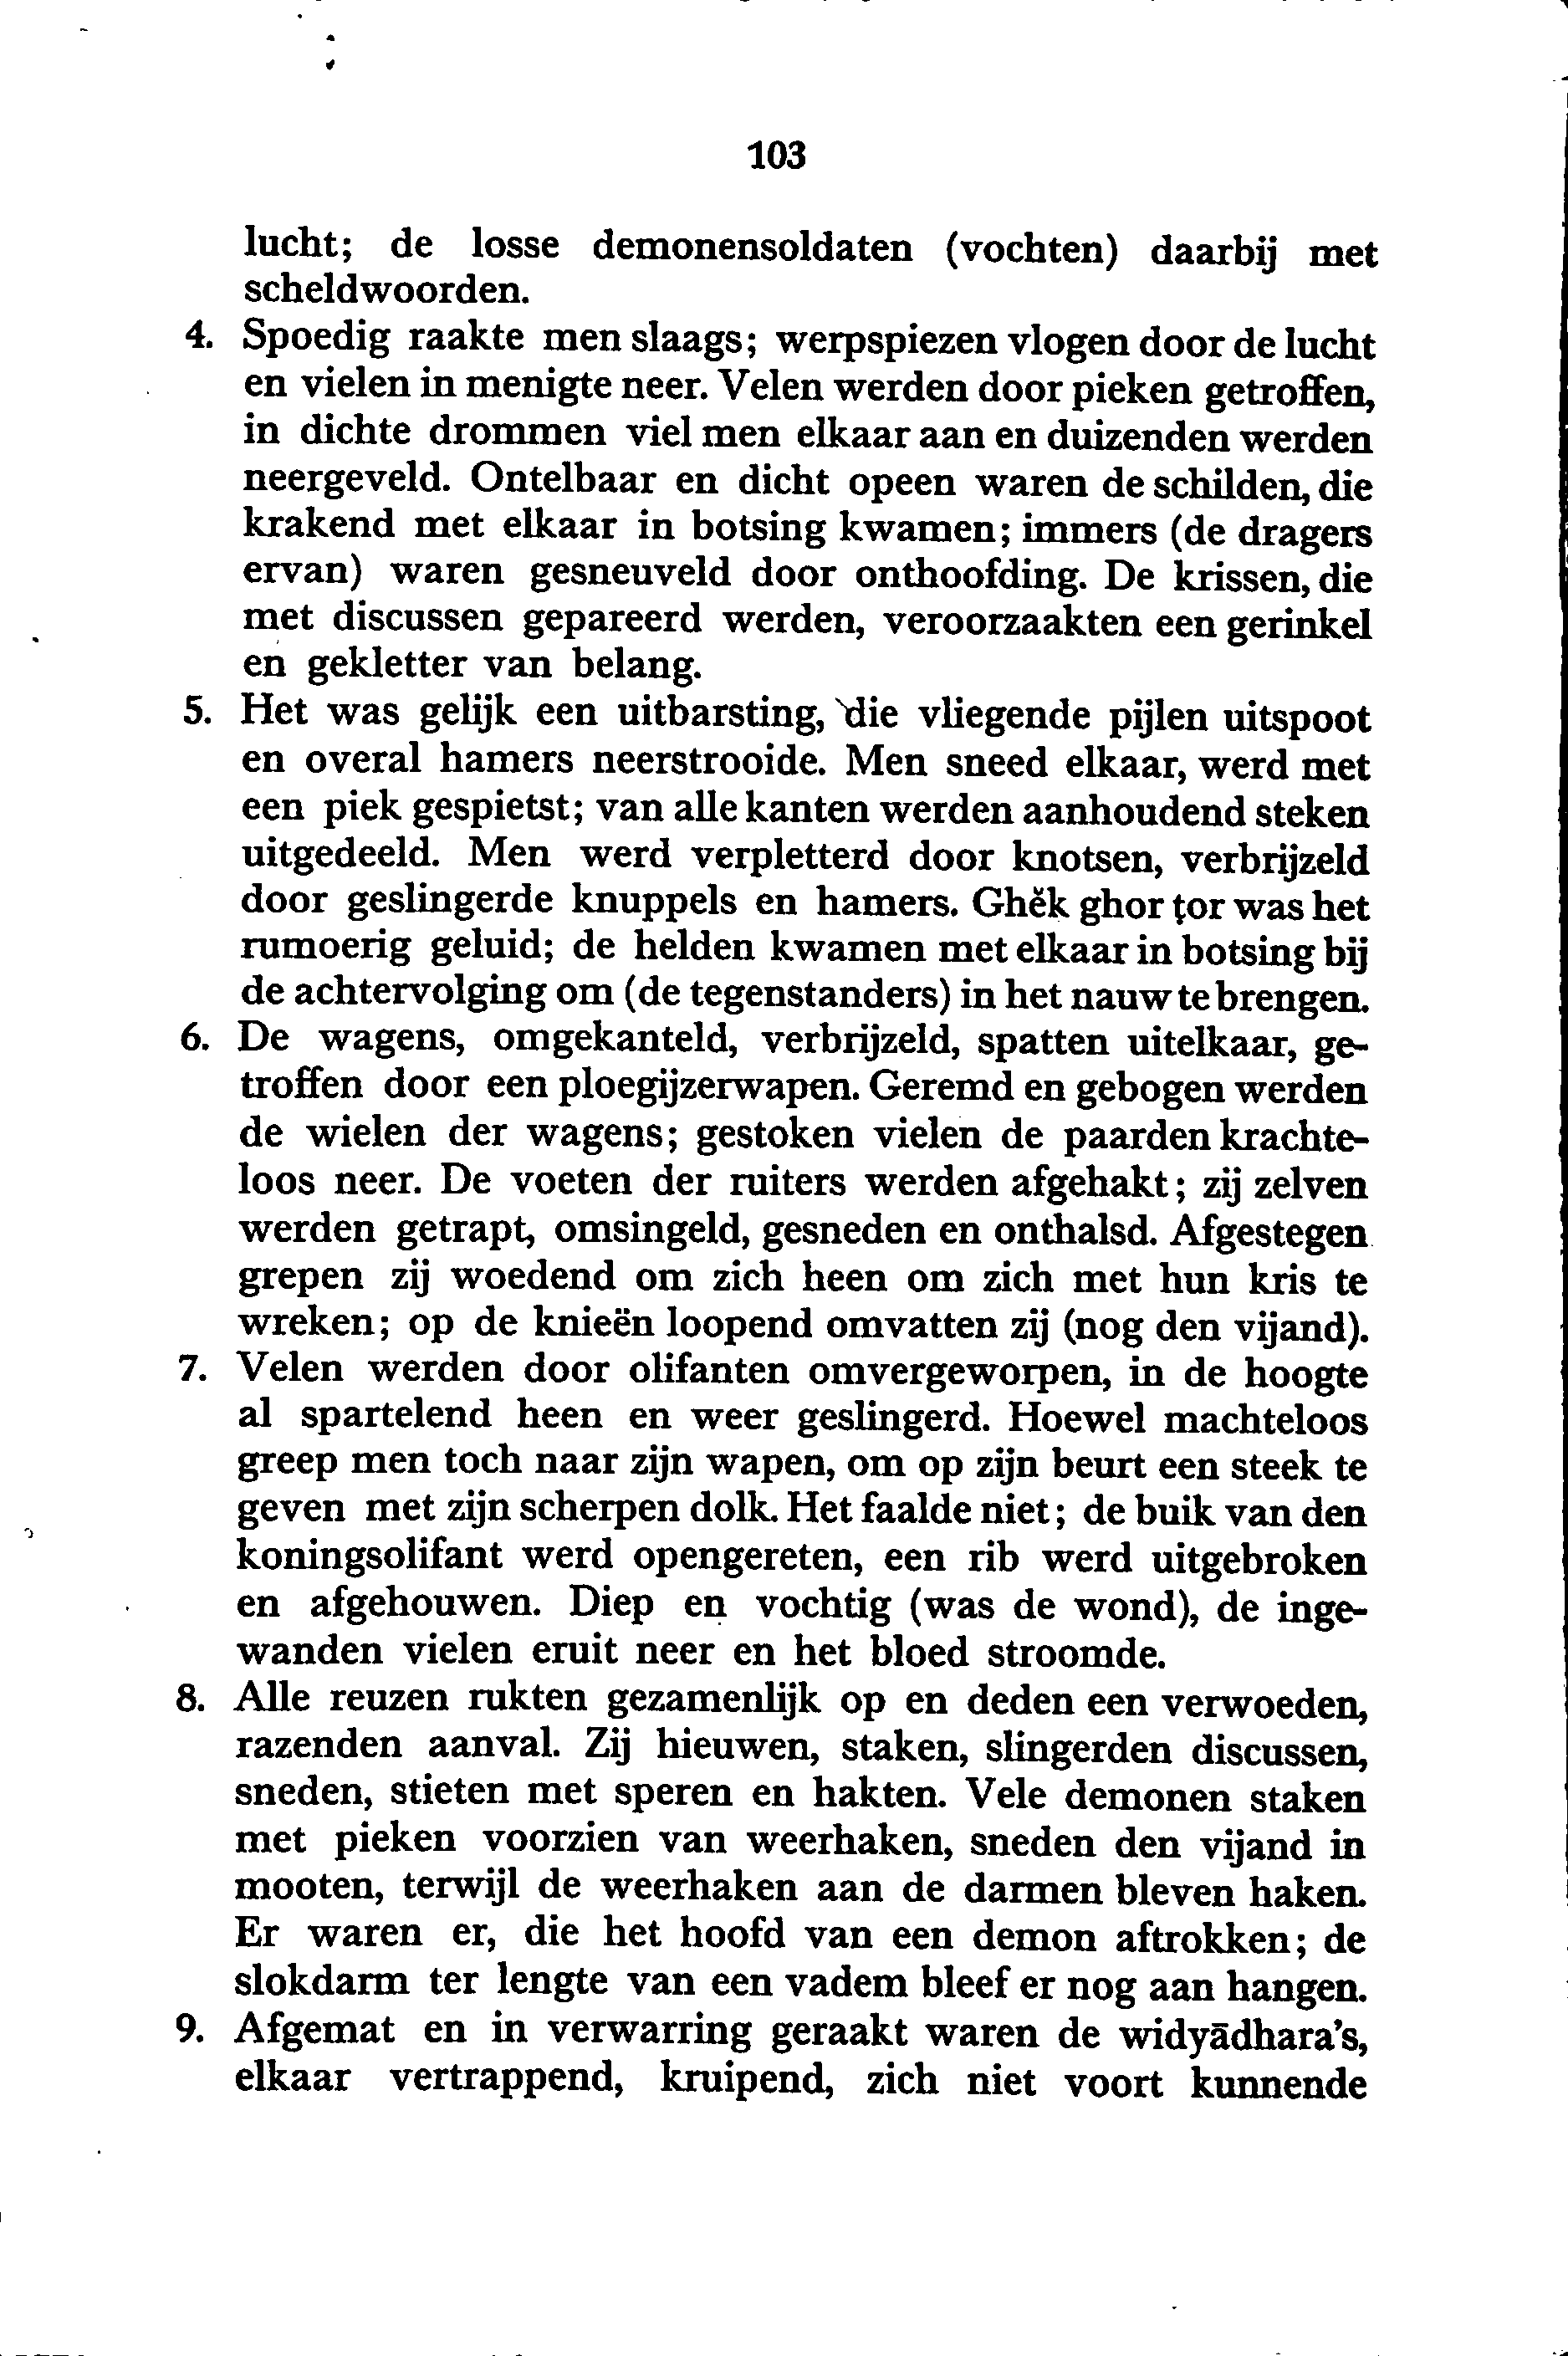 103
lucht; de losse demonensoldaten (vochten) daarbij met
scheldwoorden.
4. Spoedig raakte men slaags; werpspiezen vlogen door de lucht
en vielen in menigte neer. Velen werden door pieken getroffen,
in dichte drommen viel men elkaar aan en duizenden werden
neergeveld. Ontelbaar en dicht opeen waren de schilden, die
krakend met elkaar in botsing kwamen; immers (de dragers
ervan) waren gesneuveld door onthoofding. De krissen, die
met discussen gepareerd werden, veroorzaakten een gerinkel
en gekletter van belang.
5. Het was gelijk een uitbarsting, die vliegende pijlen uitspoot
en overal hamers neerstrooide. Men sneed elkaar, werd met
een piek gespietst; van alle kanten werden aanhoudend steken
uitgedeeld. Men werd verpletterd door knotsen, verbrijzeld
door geslingerde knuppels en hamers. Ghĕk ghor ṭor was het
rumoerig geluid; de helden kwamen met elkaar in botsing bij
de achtervolging om (de tegenstanders) in het nauw te brengen.
6. De wagens, omgekanteld, verbrijzeld, spatten uitelkaar, ge-
troffen door een ploegijzerwapen. Geremd en gebogen werden
de wielen der wagens; gestoken vielen de paarden krachte-
loos neer. De voeten der ruiters werden afgehakt; zij zelven
werden getrapt, omsingeld, gesneden en onthalsd. Afgestegen
grepen zij woedend om zich heen om zich met hun kris te
wreken; op de knieën loopend omvatten zij (nog den vijand).
7. Velen werden door olifanten omvergeworpen, in de hoogte
al spartelend heen en weer geslingerd. Hoewel machteloos
greep men toch naar zijn wapen, om op zijn beurt een steek te
geven met zijn scherpen dolk. Het faalde niet; de buik van den
koningsolifant werd opengereten, een rib werd uitgebroken
en afgehouwen. Diep en vochtig (was de wond), de inge-
wanden vielen eruit neer en het bloed stroomde.
8. Alle reuzen rukten gezamenlijk op en deden een verwoeden,
razenden aanval. Zij hieuwen, staken, slingerden discussen,
sneden, stieten met speren en hakten. Vele demonen staken
met pieken voorzien van weerhaken, sneden den vijand in
mooten, terwijl de weerhaken aan de darmen bleven haken.
Er waren er, die het hoofd van een demon aftrokken; de
slokdarm ter lengte van een vadem bleef er nog aan hangen.
9. Afgemat en in verwarring geraakt waren de widyādhara's,
elkaar vertrappend, kruipend, zich niet voort kunnende